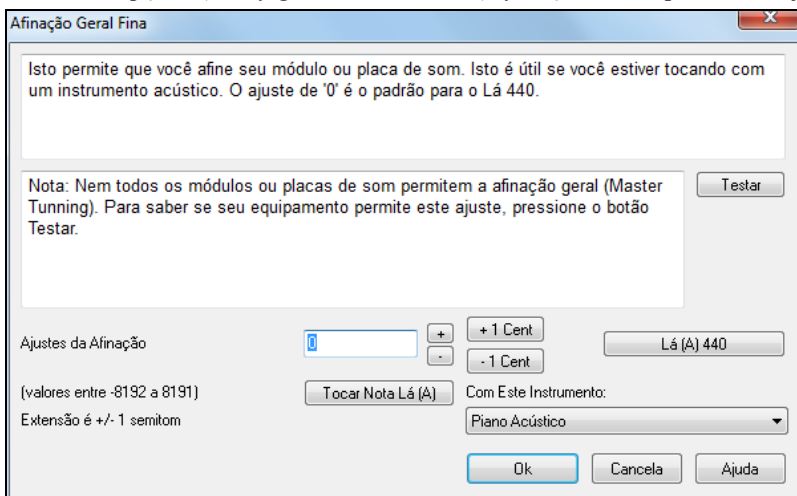 Afinação Geral Fina
Isto permite que você afine seu módulo ou placa de som. Isto é útil se você estiver tocando com
um instrumento acústico. O ajuste de '0' é o padrão para o Lá 440.
Nota: Nem todos os módulos ou placas de som permitem a afinação geral (Master
Tunning). Para saber se seu equipamento permite este ajuste, pressione o botão
Testar.
Testar
Ajustes da Afinação
0
+
-
+ 1 Cent
- 1 Cent
Lá (A) 440
(valores entre -8192 a 8191)
Tocar Nota Lá (A)
Com Este Instrumento:
Extensão é +/- 1 semitom
Piano Acústico
Ok
Cancela
Ajuda